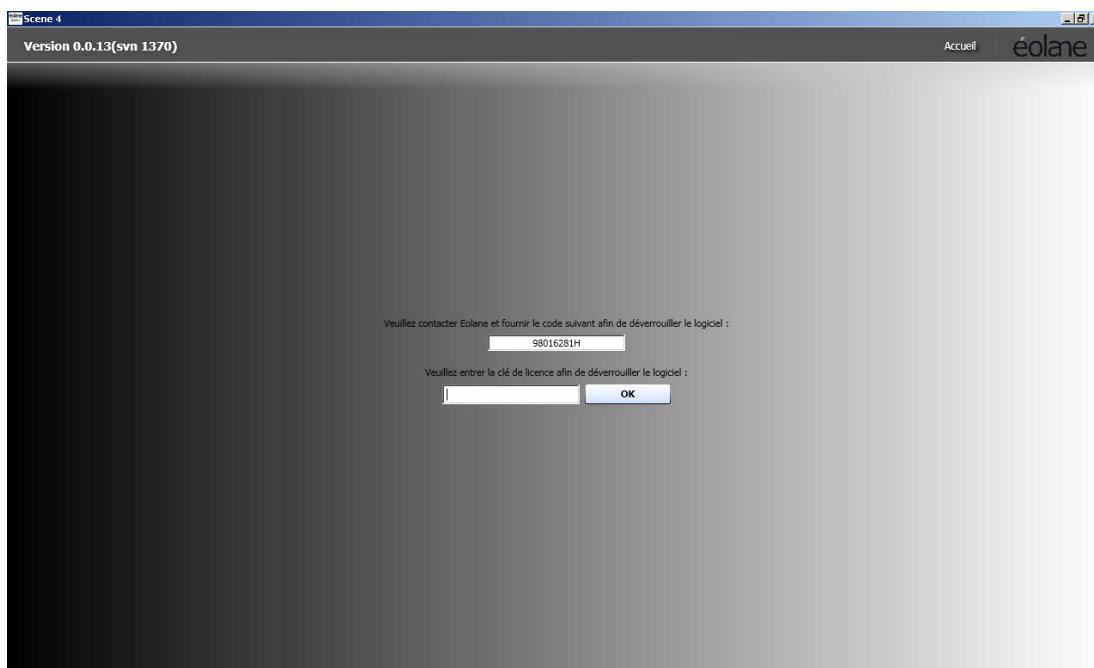 Scene 4
Version 0.0.13(svn 1370)
Accueil
éolane
Veuillez contacter Eolane et fournir le code suivant afin de déverrouiller le logiciel :
98016281H
Veuillez entrer la clé de licence afin de déverrouiller le logiciel :
OK